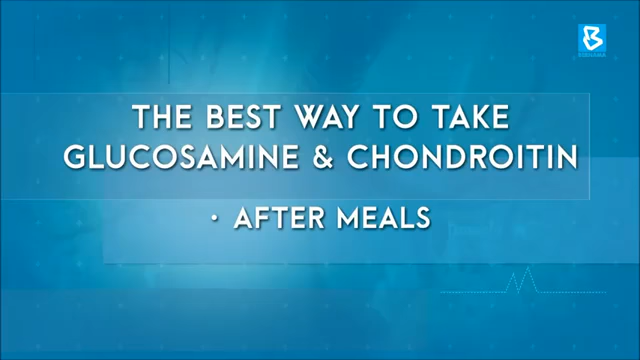 THE BEST WAY TO TAKE
GLUCOSAMINE & CHONDROITIN
• AFTER MEALS